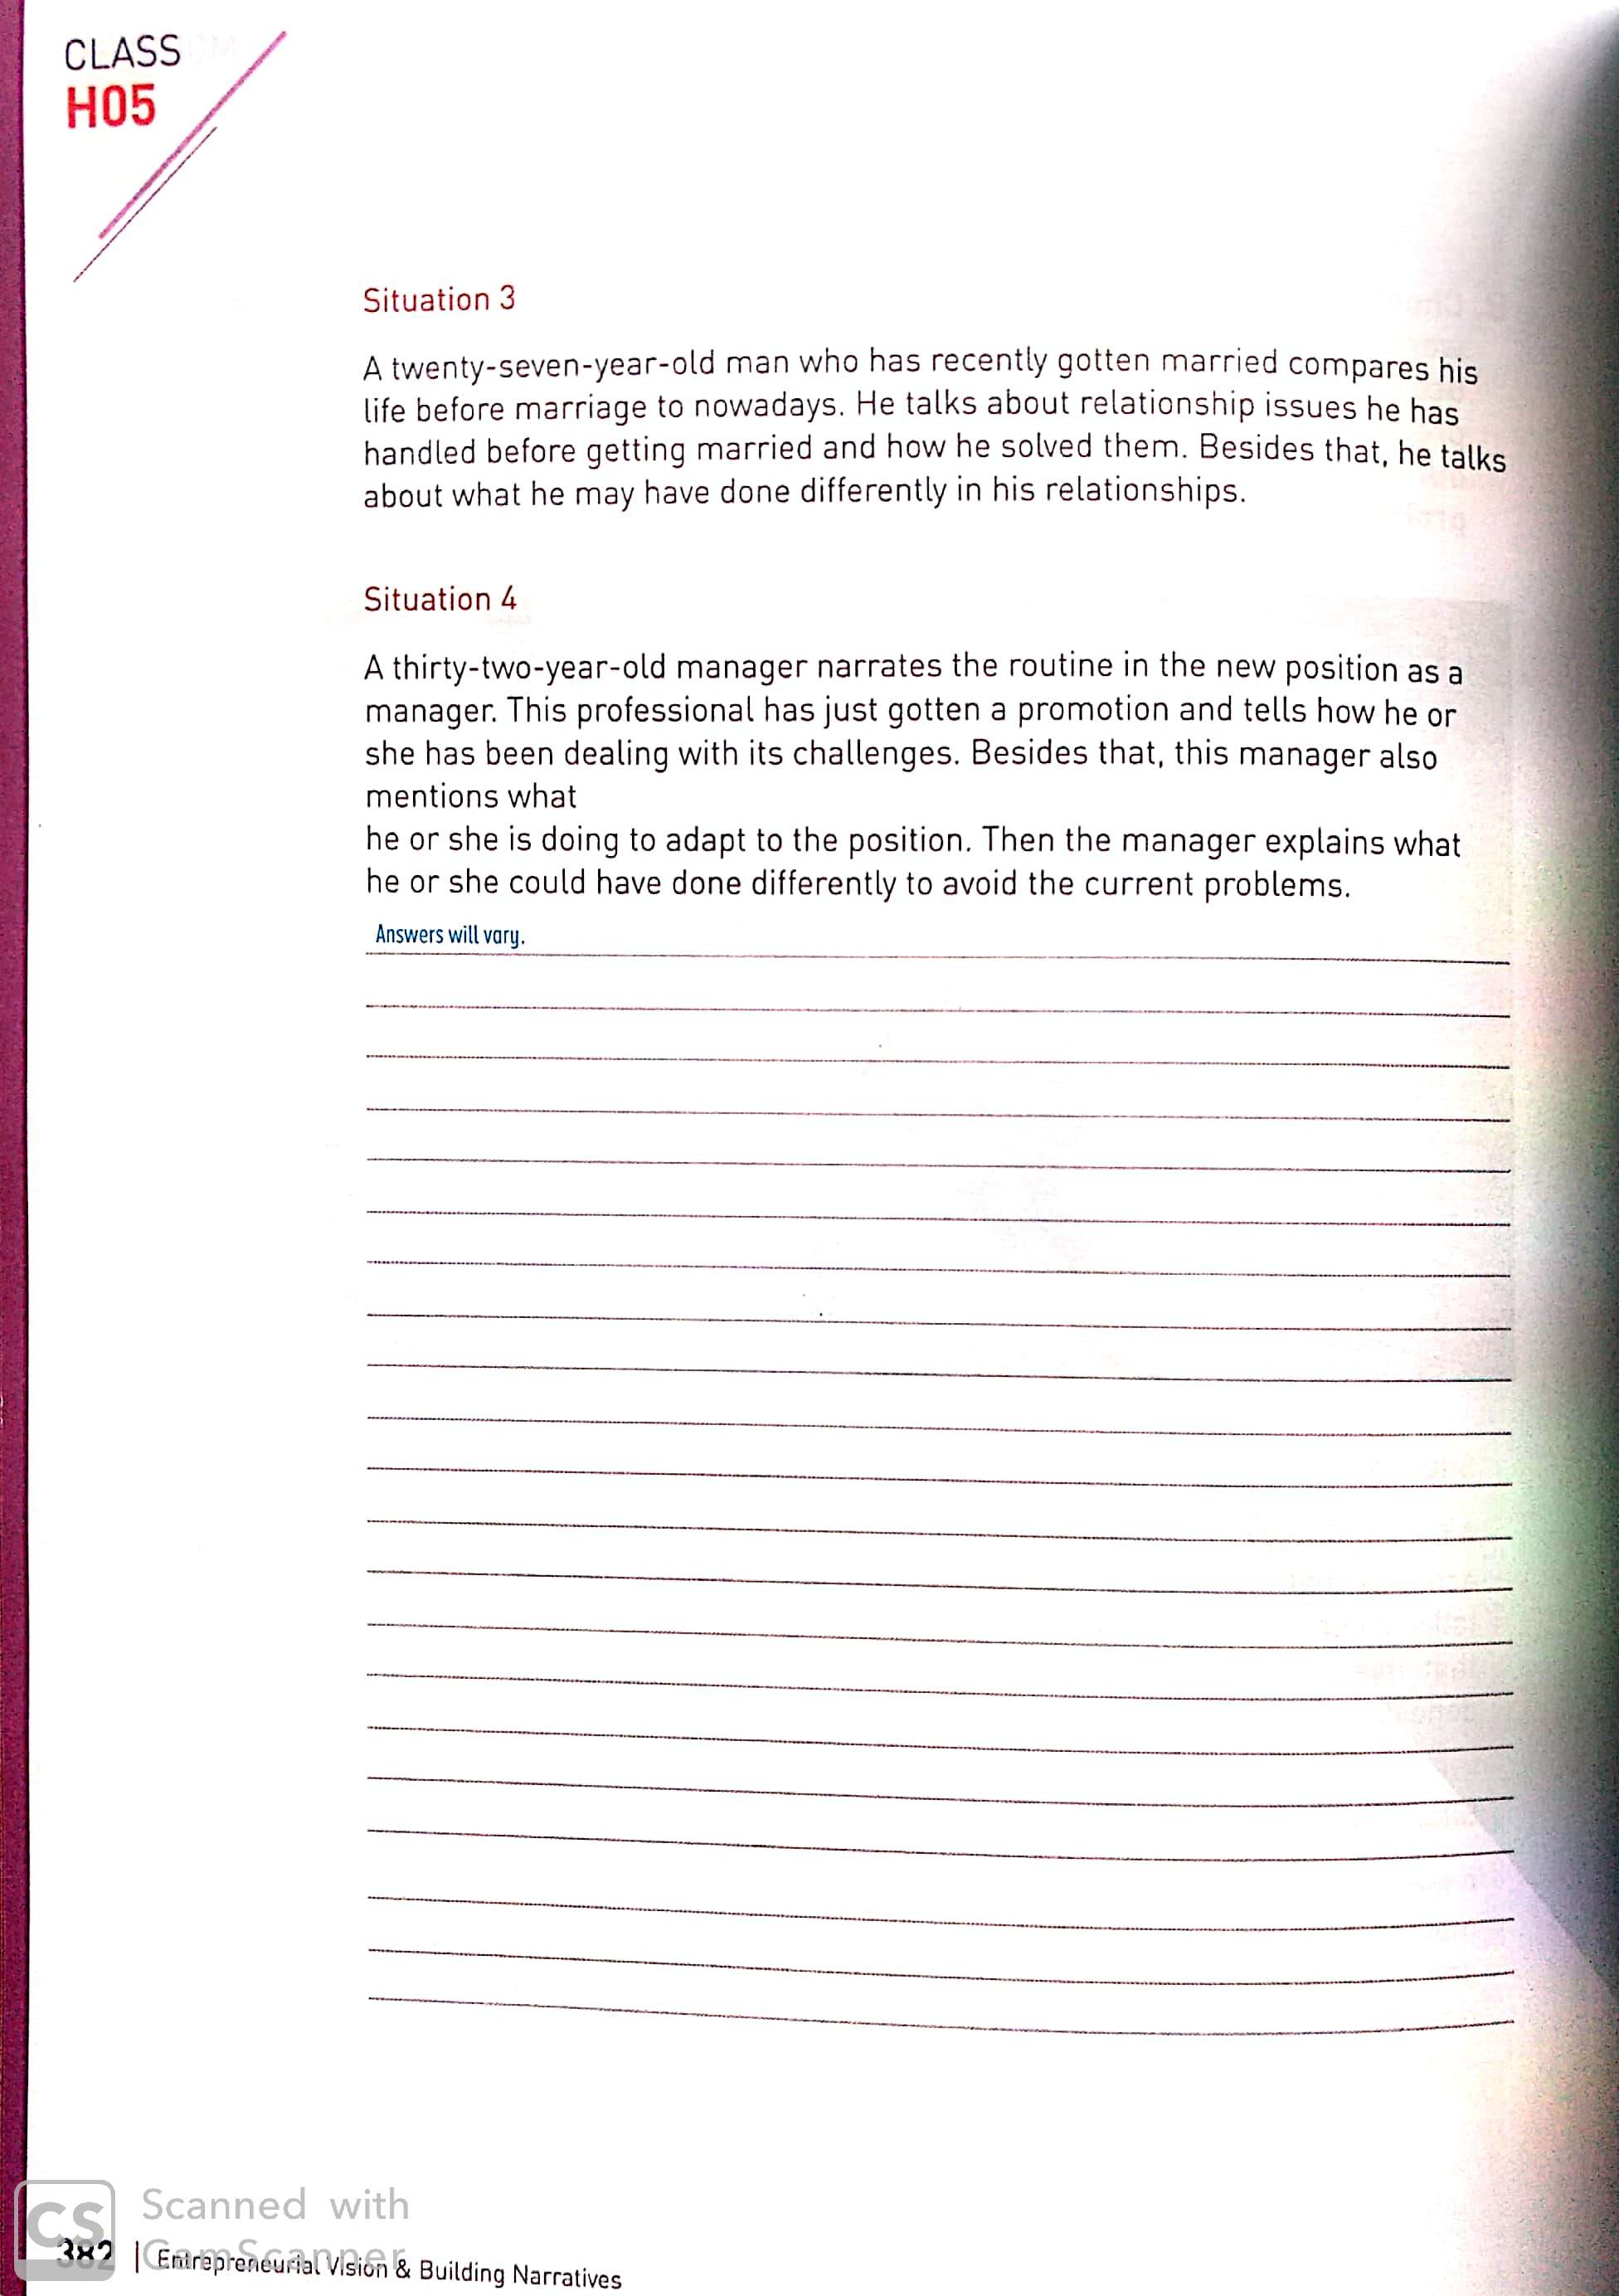 CLASS
H05
Situation 3
A twenty-seven-year-old man who has recently gotten married compares his
life before marriage to nowadays. He talks about relationship issues he has
handled before getting married and how he solved them. Besides that, he talks
about what he may have done differently in his relationships.
Situation 4
A thirty-two-year-old manager narrates the routine in the new position as a
manager. This professional has just gotten a promotion and tells how he or
she has been dealing with its challenges. Besides that, this manager also
mentions what
he or she is doing to adapt to the position. Then the manager explains what
he or she could have done differently to avoid the current problems.
Answers will vary.
CS Scanned with
CamScanner
382 | Entrepreneurial Vision & Building Narratives